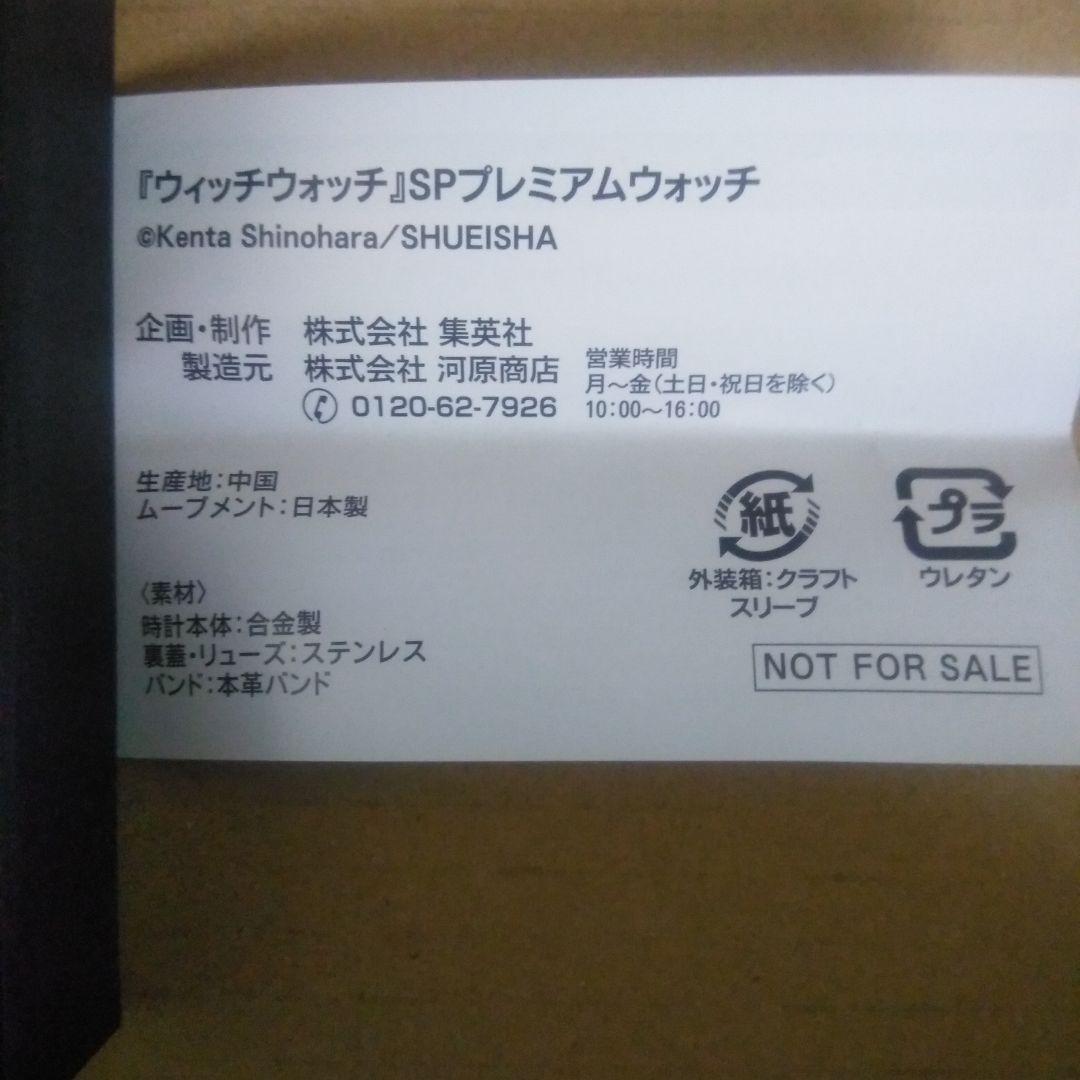 『ウィッチウォッチ』SPプレミアムウォッチ
©Kenta Shinohara/SHUEISHA
企画・制作 株式会社 集英社
製造元 株式会社 河原商店
0120-62-7926
営業時間
月～金(土日・祝日を除く)
10:00～16:00
生産地:中国
ムーブメント:日本製
〈素材〉
時計本体:合金製
裏蓋・リューズ:ステンレス
バンド:本革バンド
紙
外装箱:クラフト
スリーブ
プラ
ウレタン
NOT FOR SALE